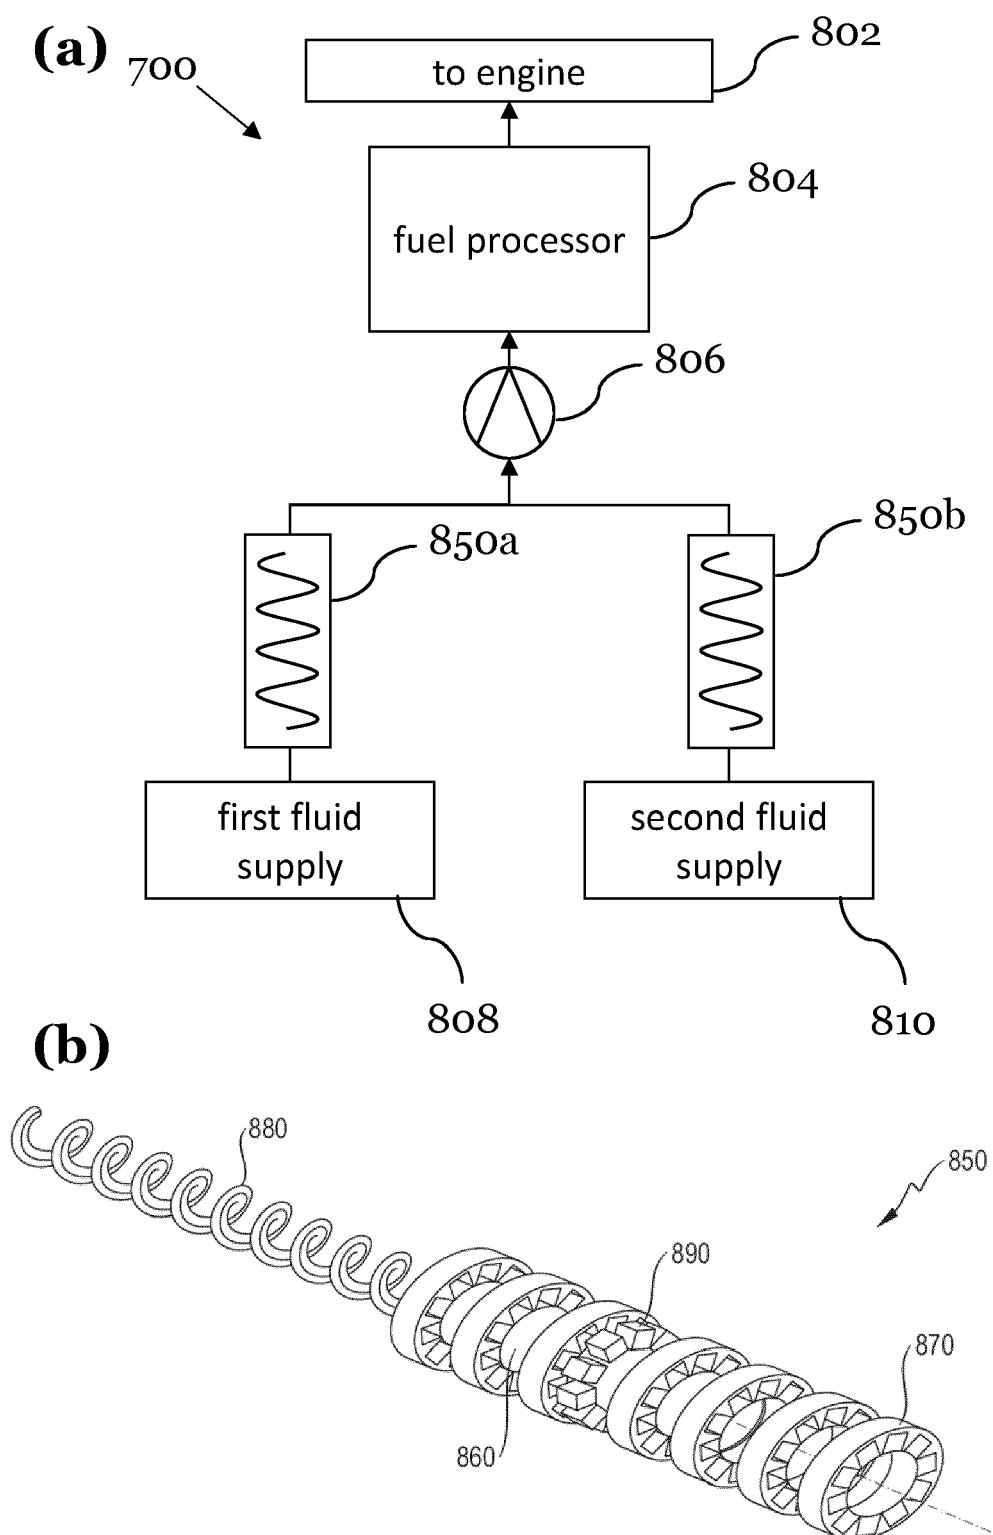 (a)
700
to engine
802
fuel processor
804
806
850a
850b
first fluid
supply
second fluid
supply
808
810
(b)
880
850
890
870
860